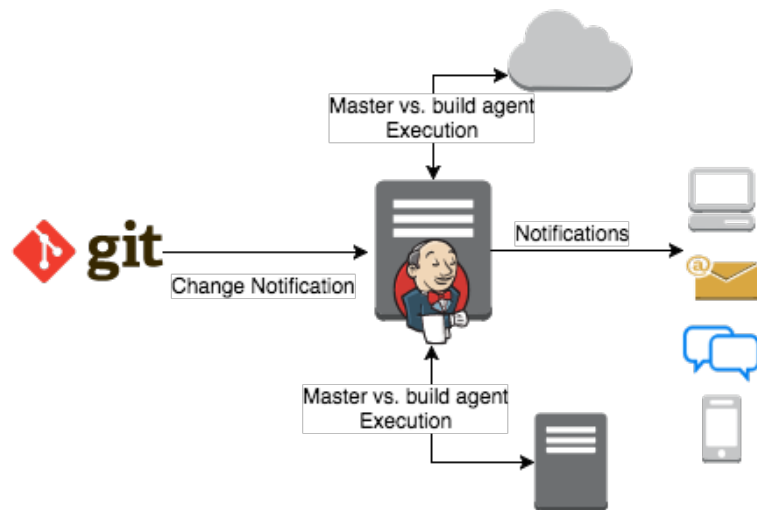 Master vs. build agent
Execution
git
Change Notification
Notifications
@
Master vs. build agent
Execution